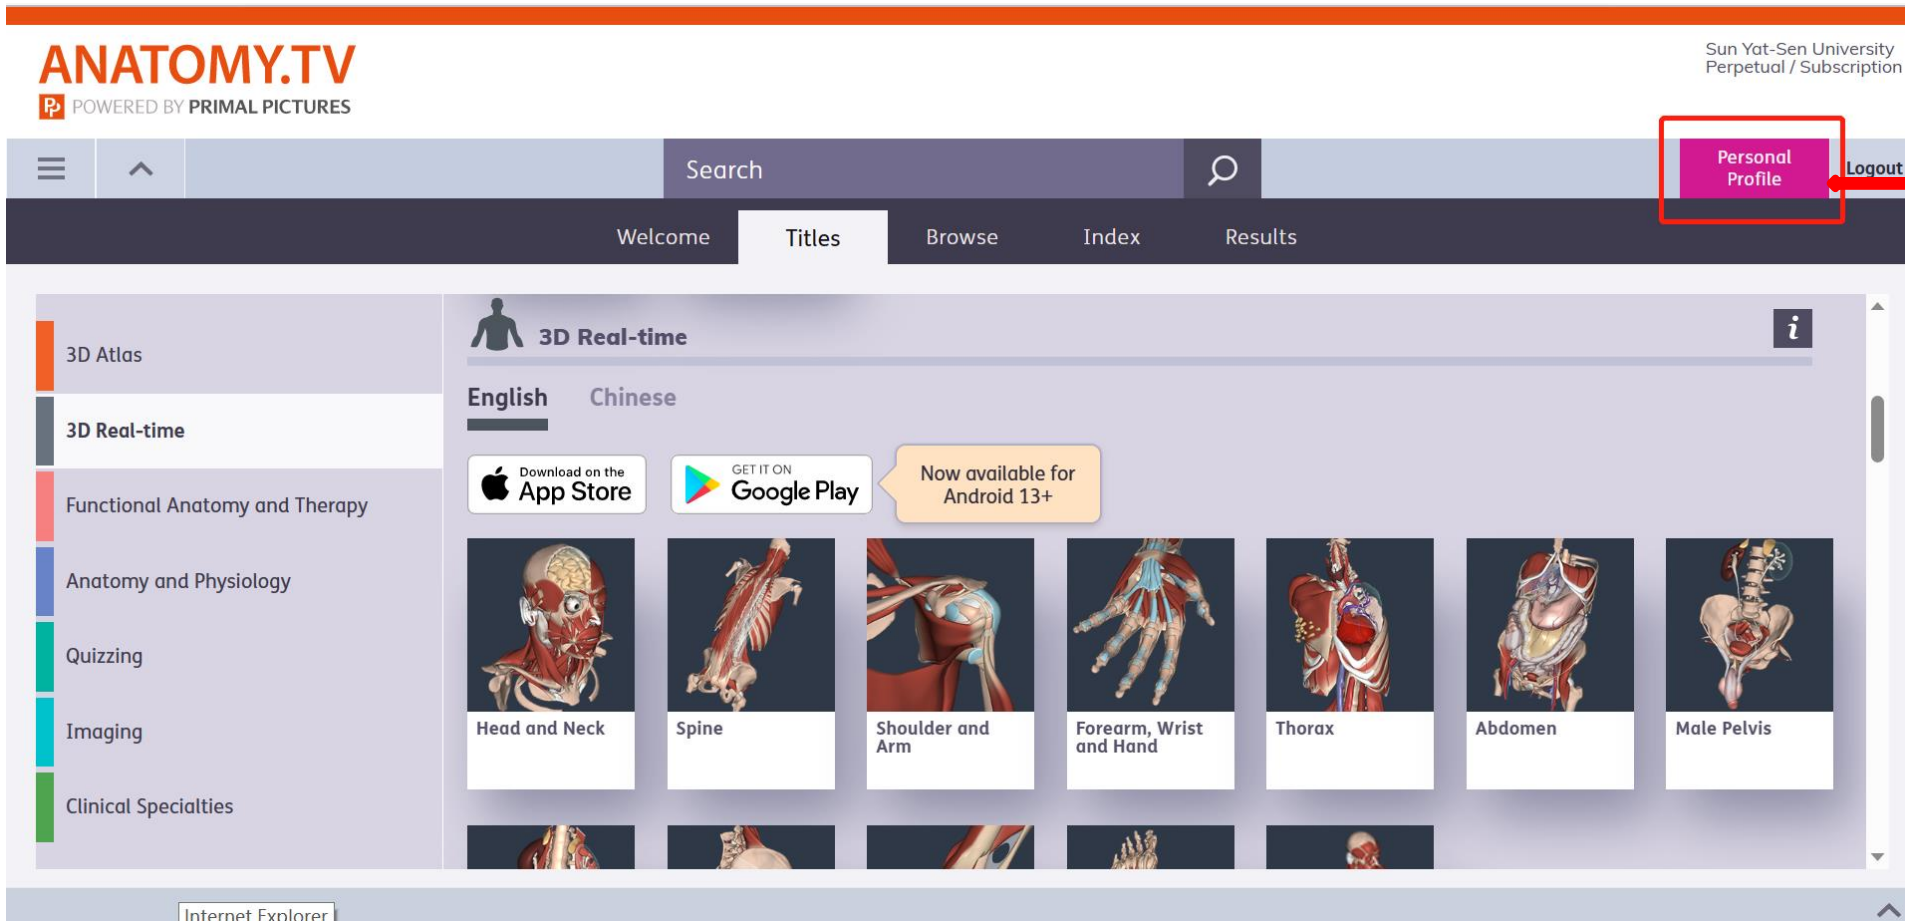 ANATOMY.TV
POWERED BY PRIMAL PICTURES
Sun Yat-Sen University
Perpetual / Subscription
Search
Personal
Profile
Logout
Welcome
Titles
Browse
Index
Results
3D Atlas
3D Real-time
Functional Anatomy and Therapy
Anatomy and Physiology
Quizzing
Imaging
Clinical Specialties
3D Real-time
i
English
Chinese
Download on the
App Store
GET IT ON
Google Play
Now available for
Android 13+
Head and Neck
Spine
Shoulder and
Arm
Forearm, Wrist
and Hand
Thorax
Abdomen
Male Pelvis
Internet Explorer